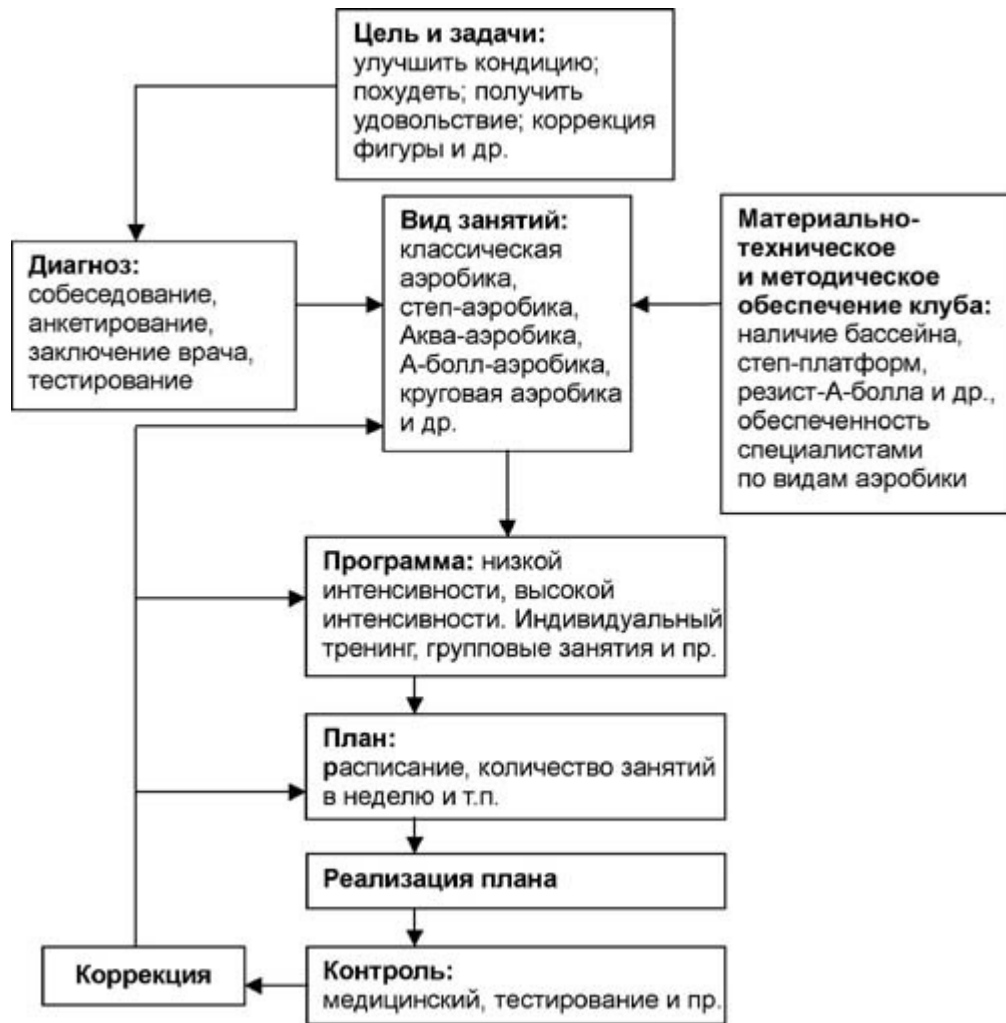 Цель и задачи:
улучшить кондицию;
похудеть; получить
удовольствие; коррекция
фигуры и др.
Диагноз:
собеседование,
анкетирование,
заключение врача,
тестирование
Вид занятий:
классическая
аэробика,
степ-аэробика,
Аква-аэробика,
А-болл-аэробика,
круговая аэробика
и др.
Материально-
техническое
и методическое
обеспечение клуба:
наличие бассейна,
степ-платформ,
резист-А-болла и др.,
обеспеченность
специалистами
по видам аэробики
Программа: низкой
интенсивности, высокой
интенсивности. Индивидуальный
тренинг, групповые занятия и пр.
План:
расписание, количество занятий
в неделю и т.п.
Реализация плана
Контроль:
медицинский, тестирование и пр.
Коррекция